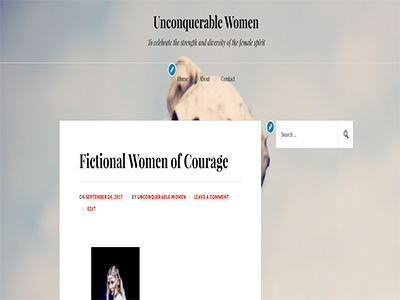 Unconquerable Women
To celebrate the strength and diversity of the female spirit
Home About Contact
Search ...
Fictional Women of Courage
ON SEPTEMBER 24, 2017 / BY UNCONQUERABLE WOMEN / LEAVE A COMMENT
/ EDIT